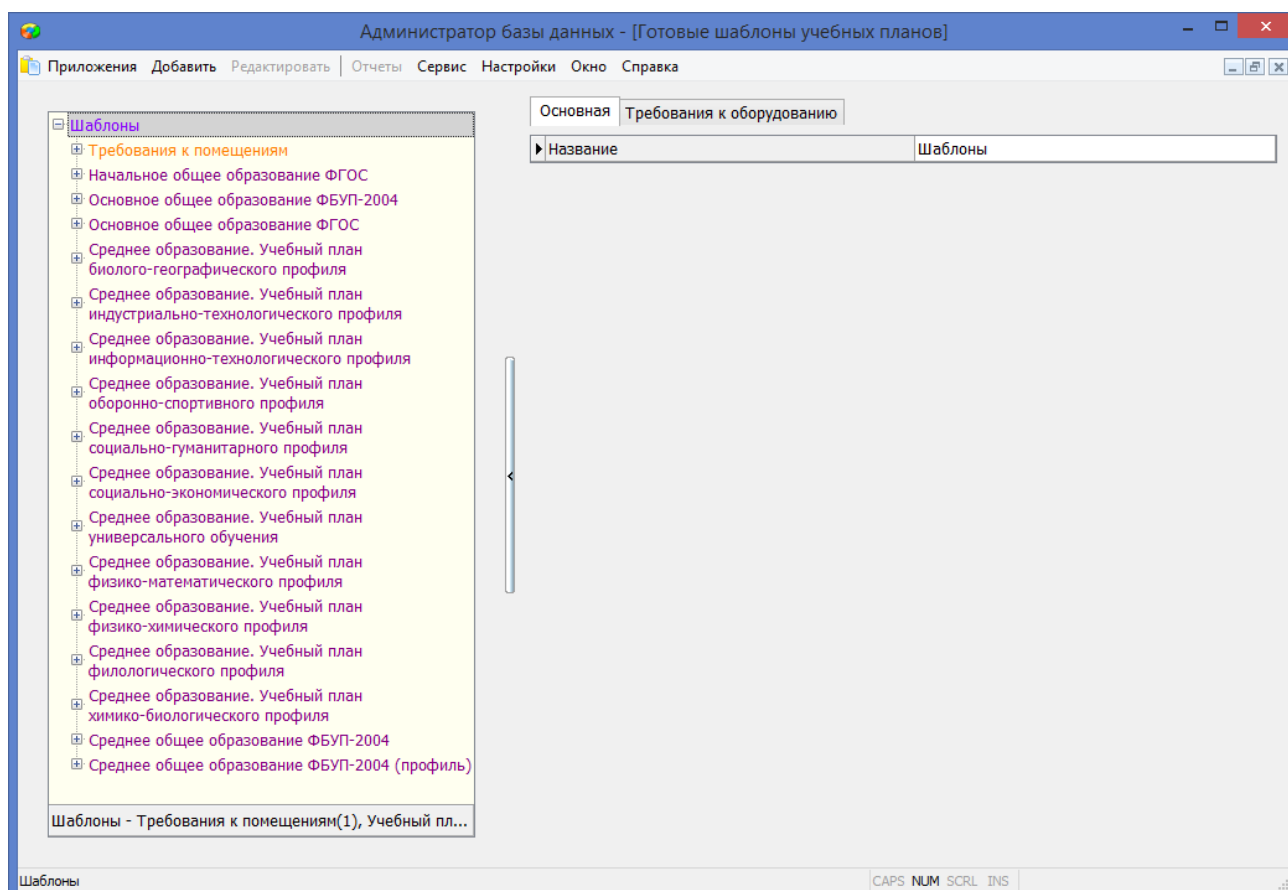 Администратор базы данных - [Готовые шаблоны учебных планов]
Приложения Добавить Редактировать Отчеты Сервис Настройки Окно Справка
Шаблоны
Требования к помещениям
Начальное общее образование ФГОС
Основное общее образование ФБУП-2004
Основное общее образование ФГОС
Среднее образование. Учебный план
биолого-географического профиля
Среднее образование. Учебный план
индустриально-технологического профиля
Среднее образование. Учебный план
информационно-технологического профиля
Среднее образование. Учебный план
оборонно-спортивного профиля
Среднее образование. Учебный план
социально-гуманитарного профиля
Среднее образование. Учебный план
социально-экономического профиля
Среднее образование. Учебный план
универсального обучения
Среднее образование. Учебный план
физико-математического профиля
Среднее образование. Учебный план
физико-химического профиля
Среднее образование. Учебный план
филологического профиля
Среднее образование. Учебный план
химико-биологического профиля
Среднее общее образование ФБУП-2004
Среднее общее образование ФБУП-2004 (профиль)
Шаблоны - Требования к помещениям(1), Учебный пл...
Основная Требования к оборудованию
Название Шаблоны
Шаблоны CAPS NUM SCRL INS